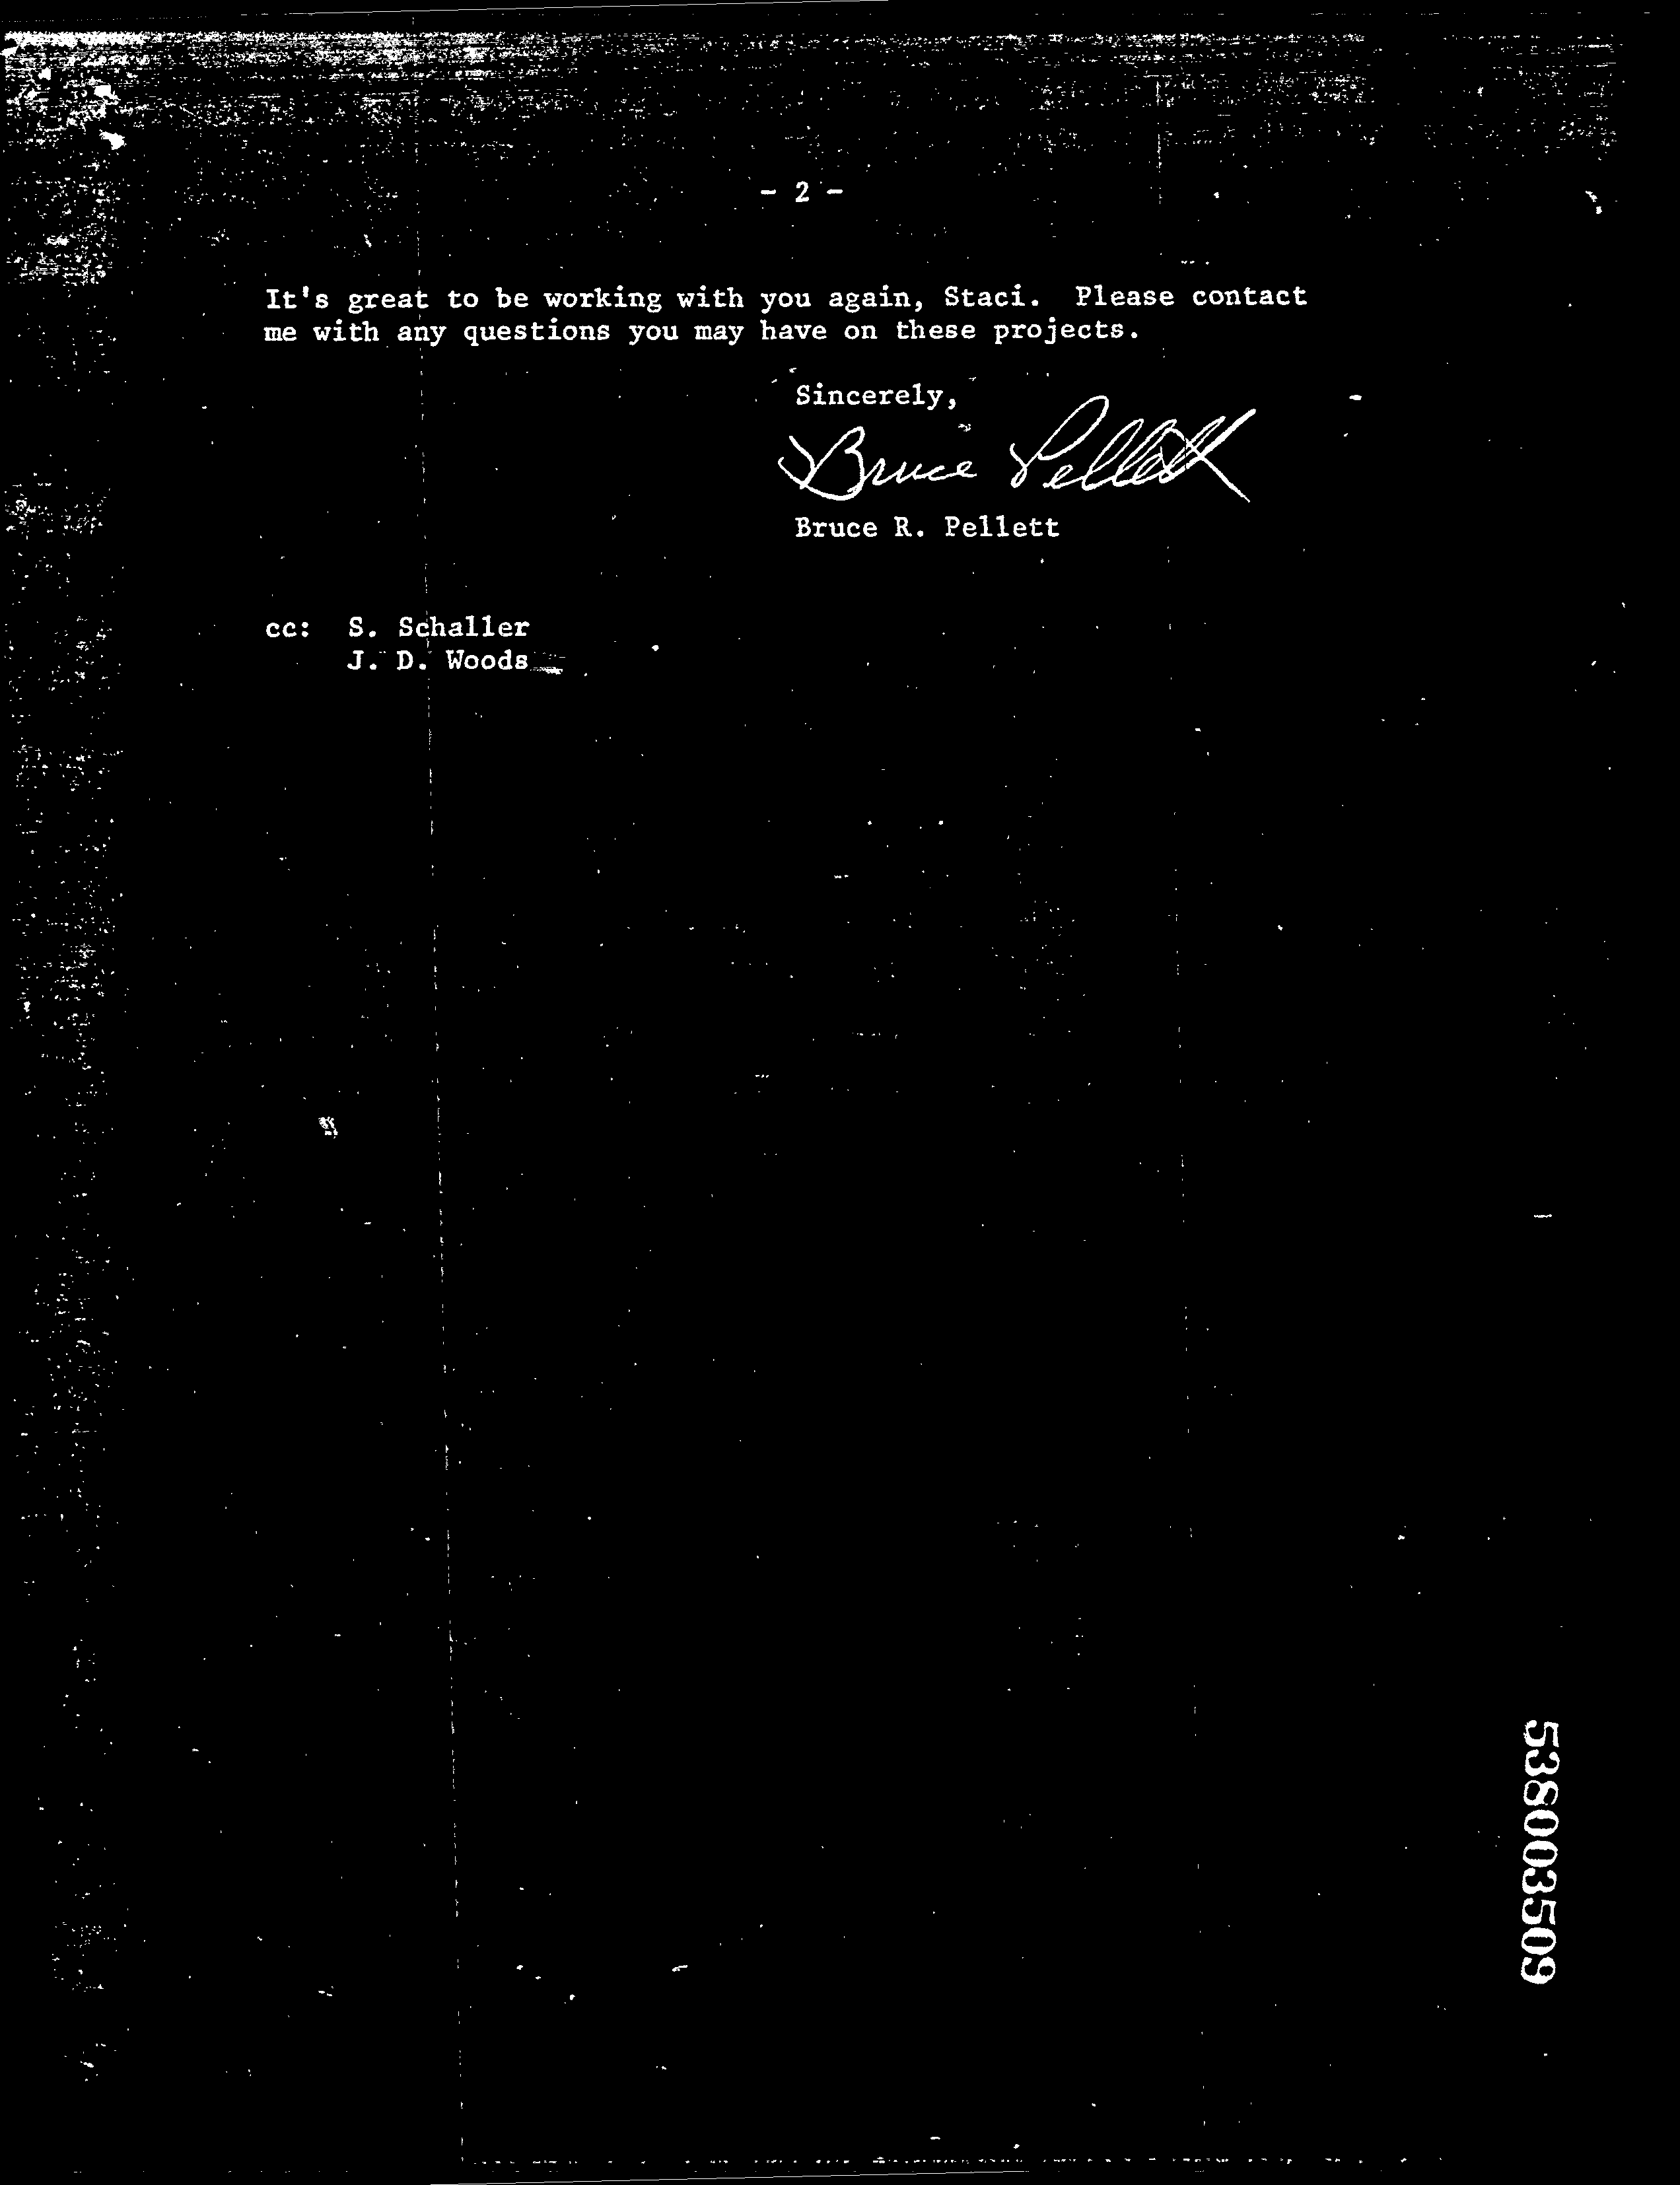 - 2 -
It's great to be working with you again, Staci. Please contact
me with any questions you may have on these projects.
Sincerely,
Bruce Pellett
Bruce R. Pellett
cc: S. Schaller
J. D. Woods
538003509